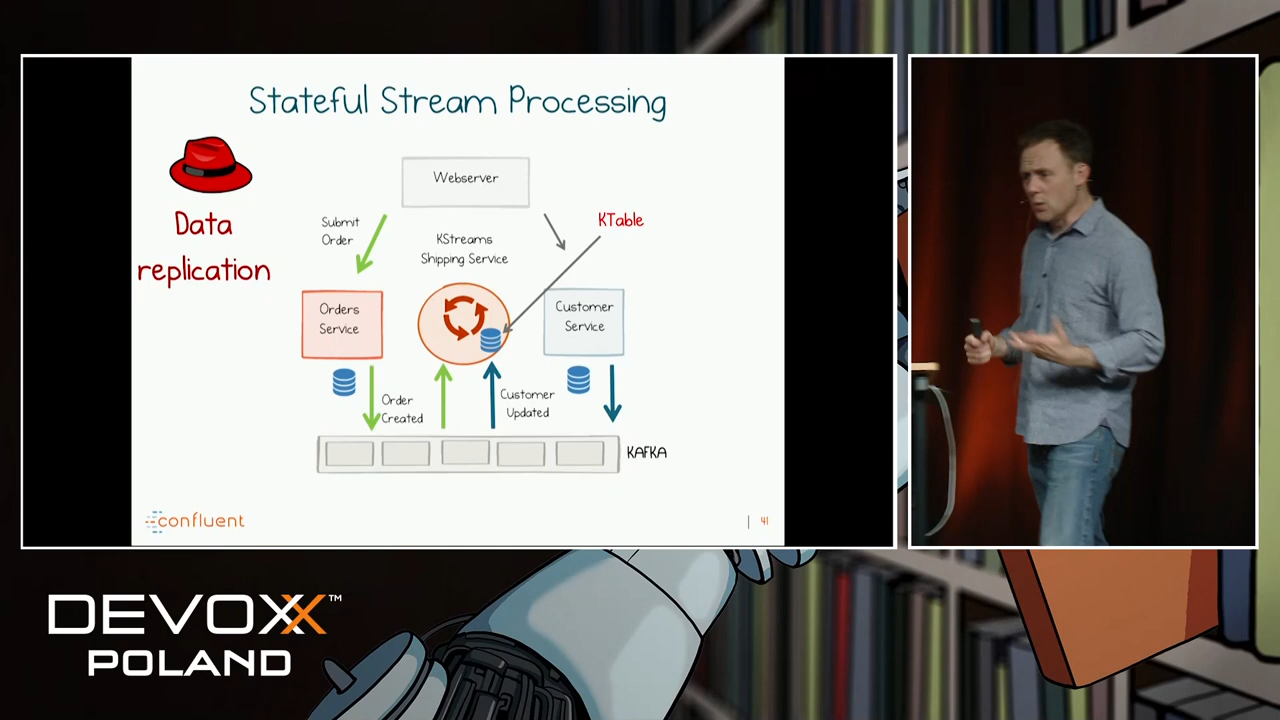 Stateful Stream Processing
Data
replication
Webserver
Submit
Order
KStreams
Shipping Service
KTable
Orders
Service
Customer
Service
Order
Created
Customer
Updated
KAFKA
confluent
41
DEVOXX™
POLAND